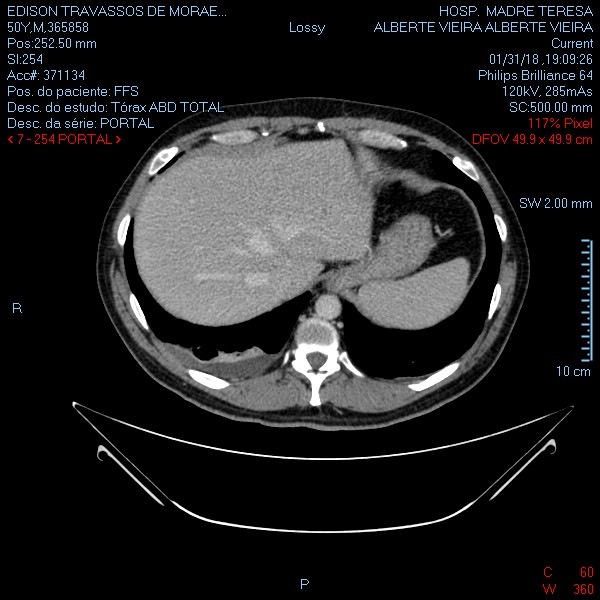 EDISON TRAVASSOS DE MORAE...
50Y,M,365858
Pos:252.50 mm
Sl:254
Acc#: 371134
Pos. do paciente: FFS
Desc. do estudo: Tórax ABD TOTAL
Desc. da série: PORTAL
< 7 - 254 PORTAL >
Lossy
HOSP. MADRE TERESA
ALBERTE VIEIRA ALBERTE VIEIRA
Current
01/31/18 ,19:09:26
Philips Brilliance 64
120kV, 285mAs
SC:500.00 mm
117% Pixel
DFOV 49.9 x 49.9 cm
SW 2.00 mm
R
10 cm
P
C 60
W 360